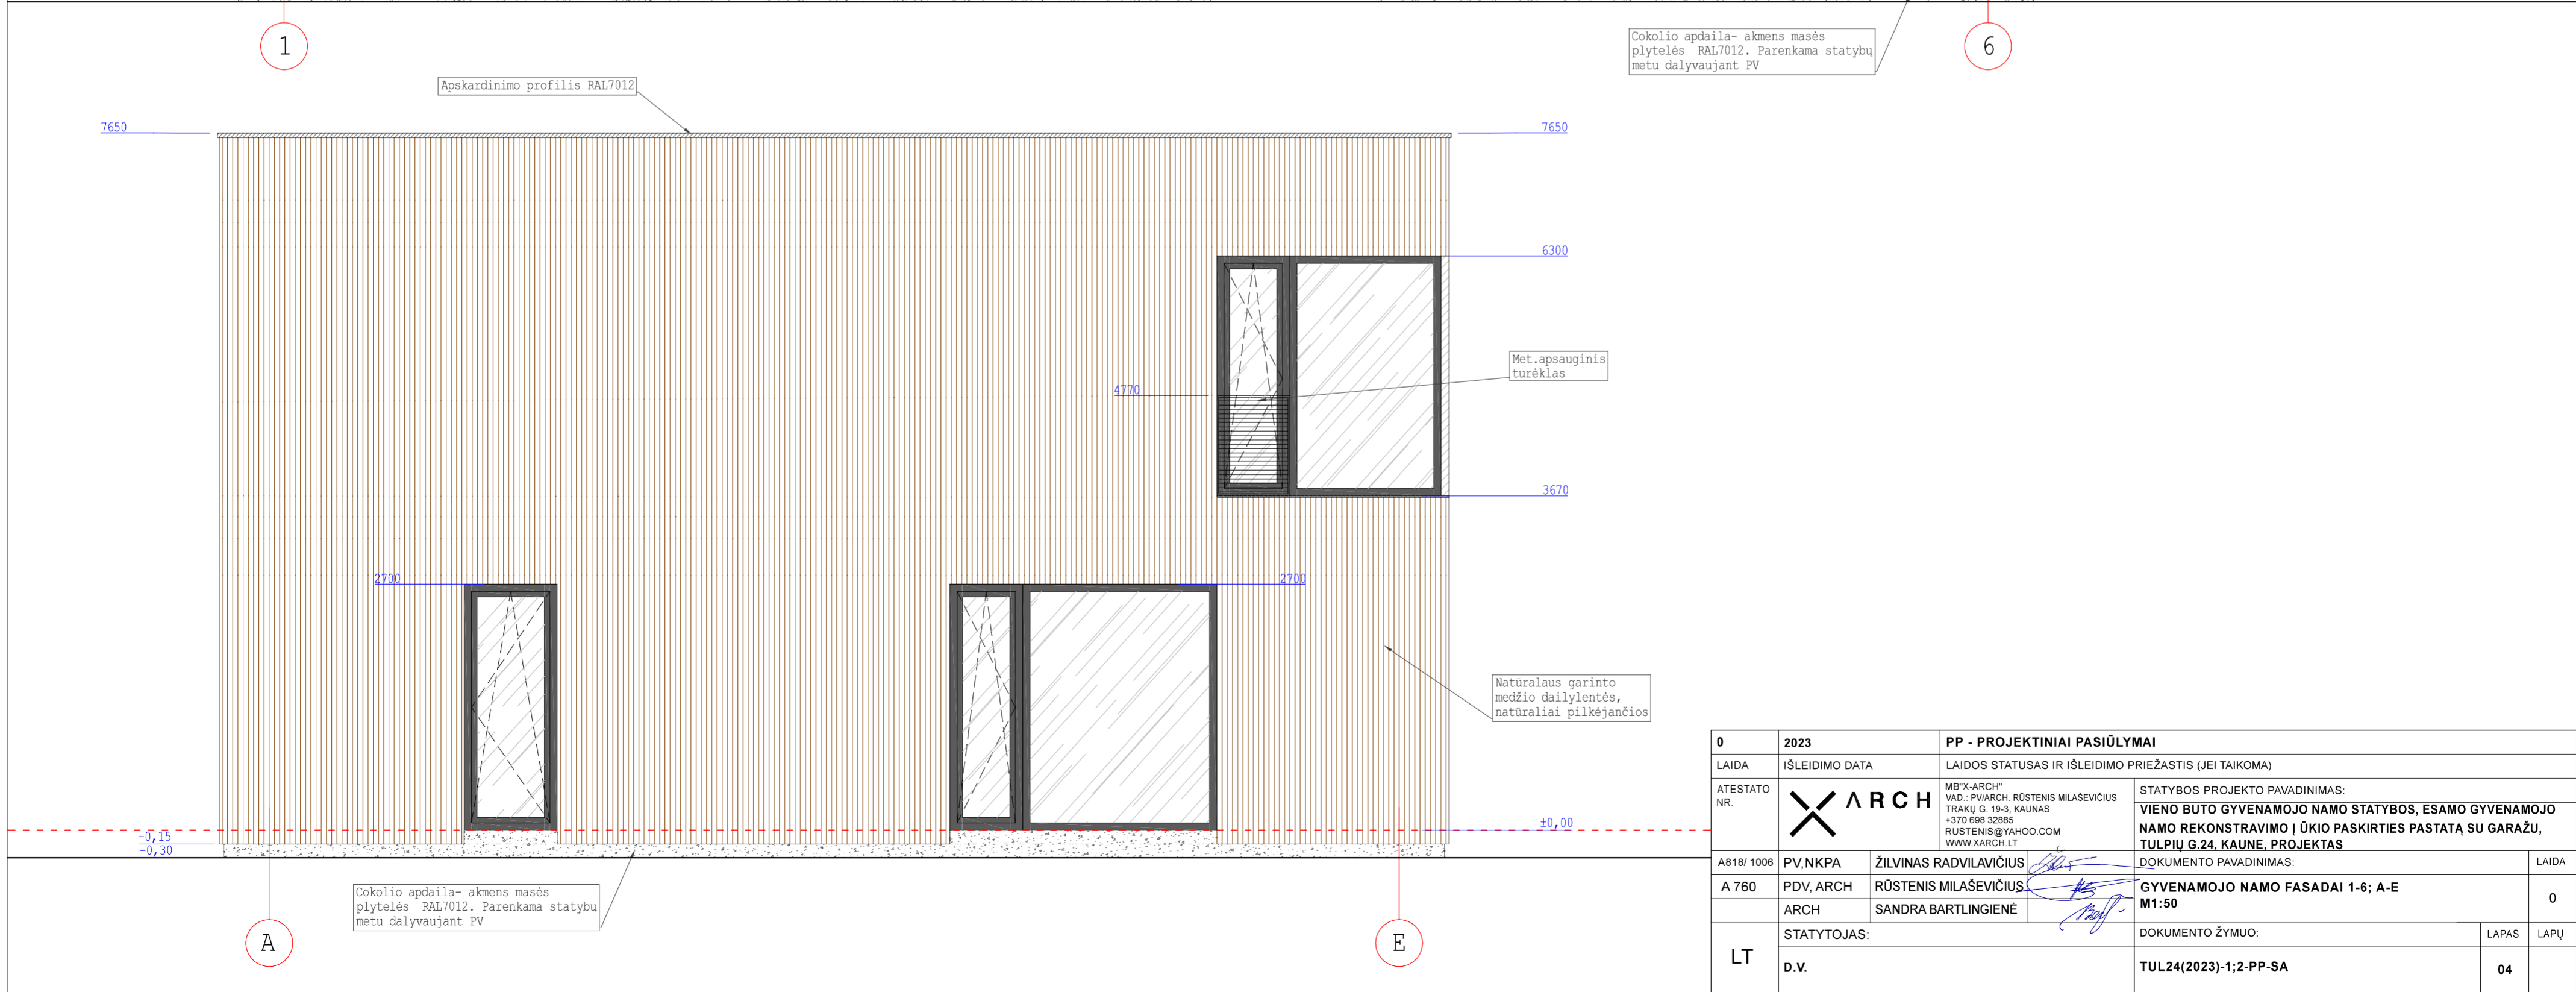 1
Cokolio apdaila- akmens masės
plytelės RAL7012. Parenkama statybų
metu dalyvaujant PV
6
Apskardinimo profilis RAL7012
7650
7650
6300
Met.apsauginis
turėklas
4770
3670
2700
2700
Natūralaus garinto
medžio dailylentės,
natūraliai pilkėjančios
±0,00
-0,15
-0,30
Cokolio apdaila- akmens masės
plytelės RAL7012. Parenkama statybų
metu dalyvaujant PV
A
E
0 2023 PP - PROJEKTINIAI PASIŪLYMAI
LAIDA IŠLEIDIMO DATA LAIDOS STATUSAS IR IŠLEIDIMO PRIEŽASTIS (JEI TAIKOMA)
ATESTATO
NR.
ΛRCH
MB"X-ARCH"
VAD.: PV/ARCH. RŪSTENIS MILAŠEVIČIUS
TRAKŲ G. 19-3, KAUNAS
+370 698 32885
RUSTENIS@YAHOO.COM
WWW.XARCH.LT
STATYBOS PROJEKTO PAVADINIMAS:
VIENO BUTO GYVENAMOJO NAMO STATYBOS, ESAMO GYVENAMOJO
NAMO REKONSTRAVIMO Į ŪKIO PASKIRTIES PASTATĄ SU GARAŽU,
TULPIŲ G.24, KAUNE, PROJEKTAS
A818/ 1006 PV,NKPA ŽILVINAS RADVILAVIČIUS
A 760 PDV, ARCH RŪSTENIS MILAŠEVIČIUS
ARCH SANDRA BARTLINGIENĖ
DOKUMENTO PAVADINIMAS: LAIDA
GYVENAMOJO NAMO FASADAI 1-6; A-E
M1:50
0
LT
STATYTOJAS:
D.V.
DOKUMENTO ŽYMUO: LAPAS LAPŲ
TUL24(2023)-1;2-PP-SA 04